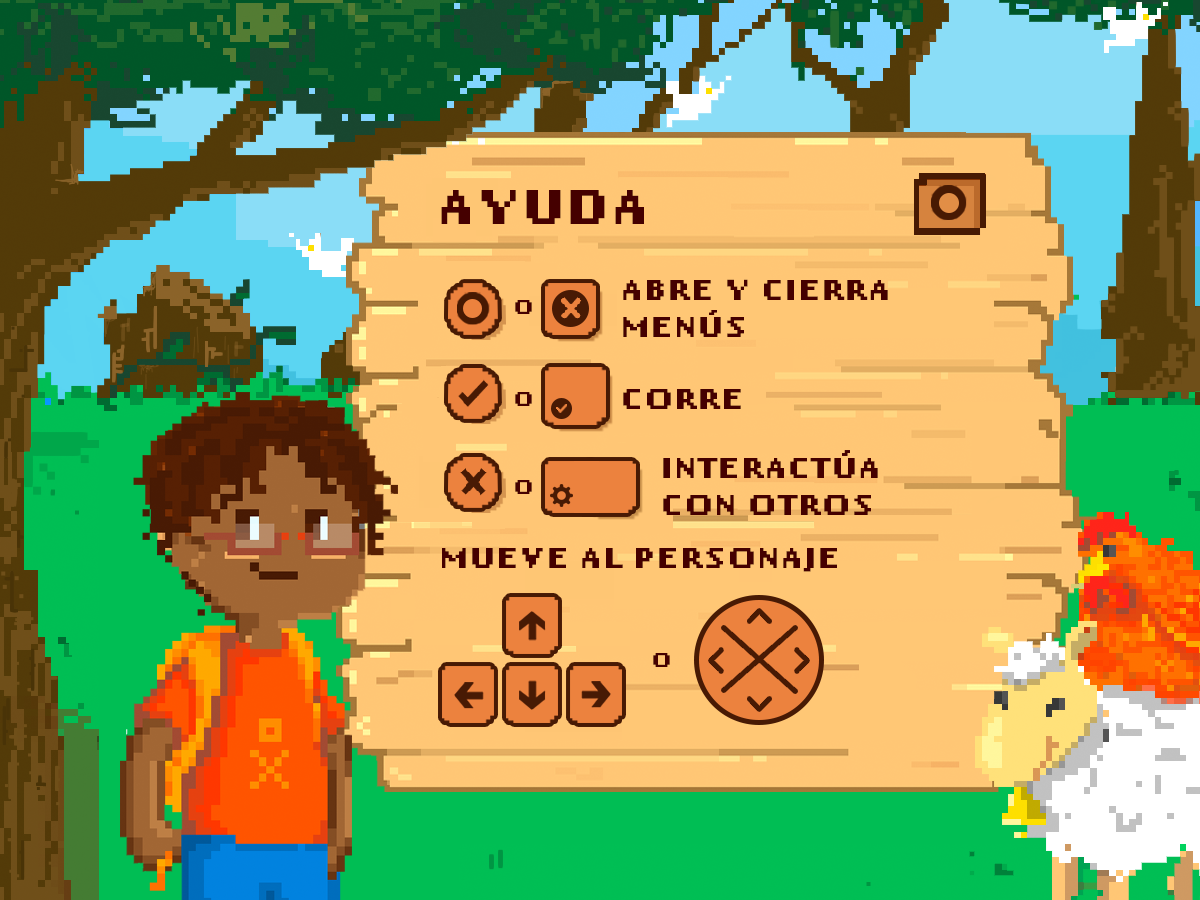 AYUDA
o ABRE Y CIERRA
MENÚS
o CORRE
o INTERACTÚA
CON OTROS
MUEVE AL PERSONAJE
o